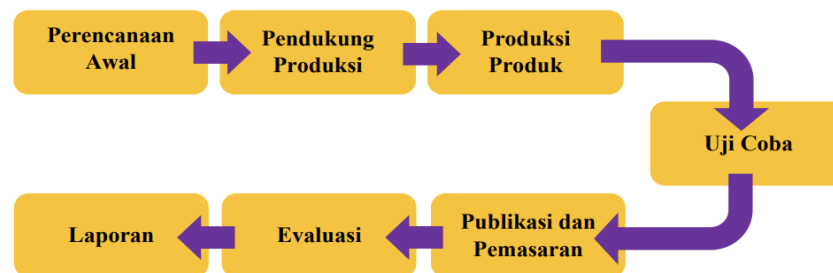 Perencanaan
Awal
Pendukung
Produksi
Produksi
Produk
Uji Coba
Publikasi dan
Pemasaran
Evaluasi
Laporan